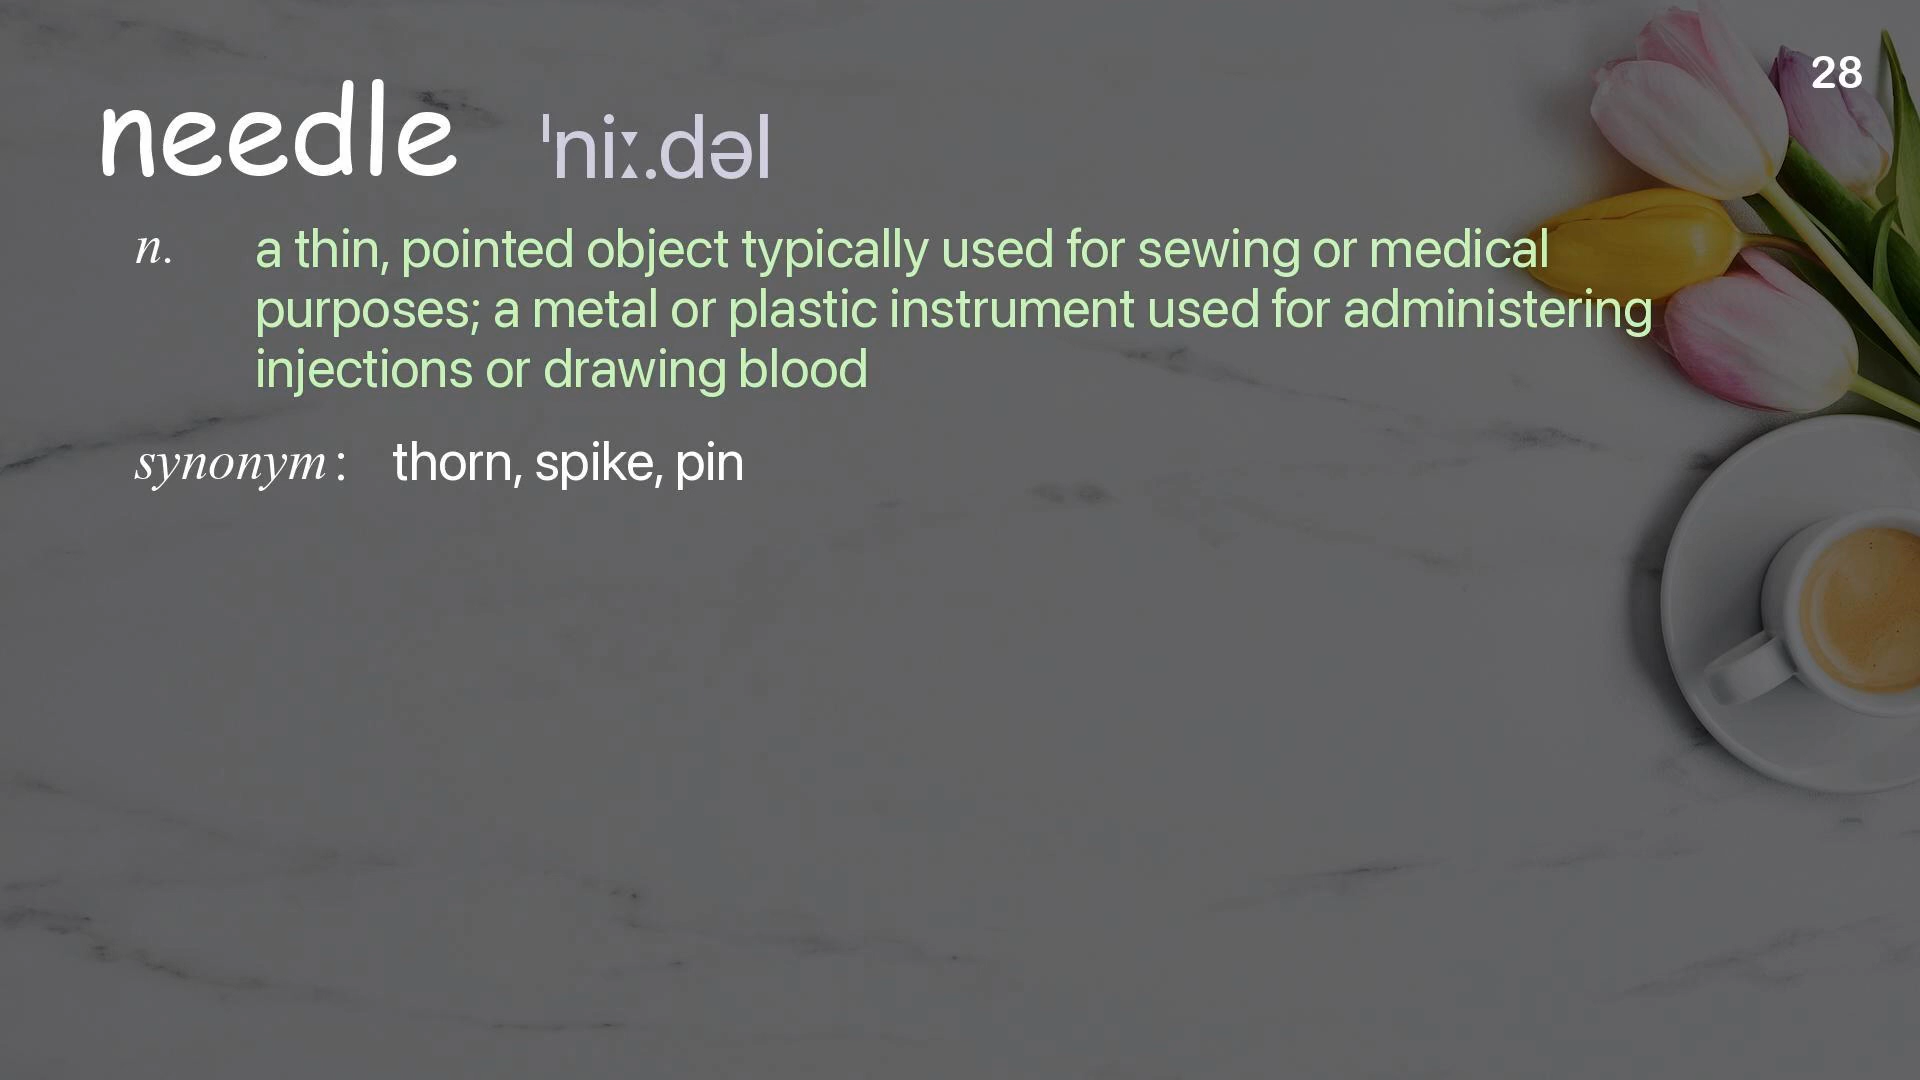 28
needle ˈniː.dəl
n. a thin, pointed object typically used for sewing or medical
purposes; a metal or plastic instrument used for administering
injections or drawing blood
synonym : thorn, spike, pin